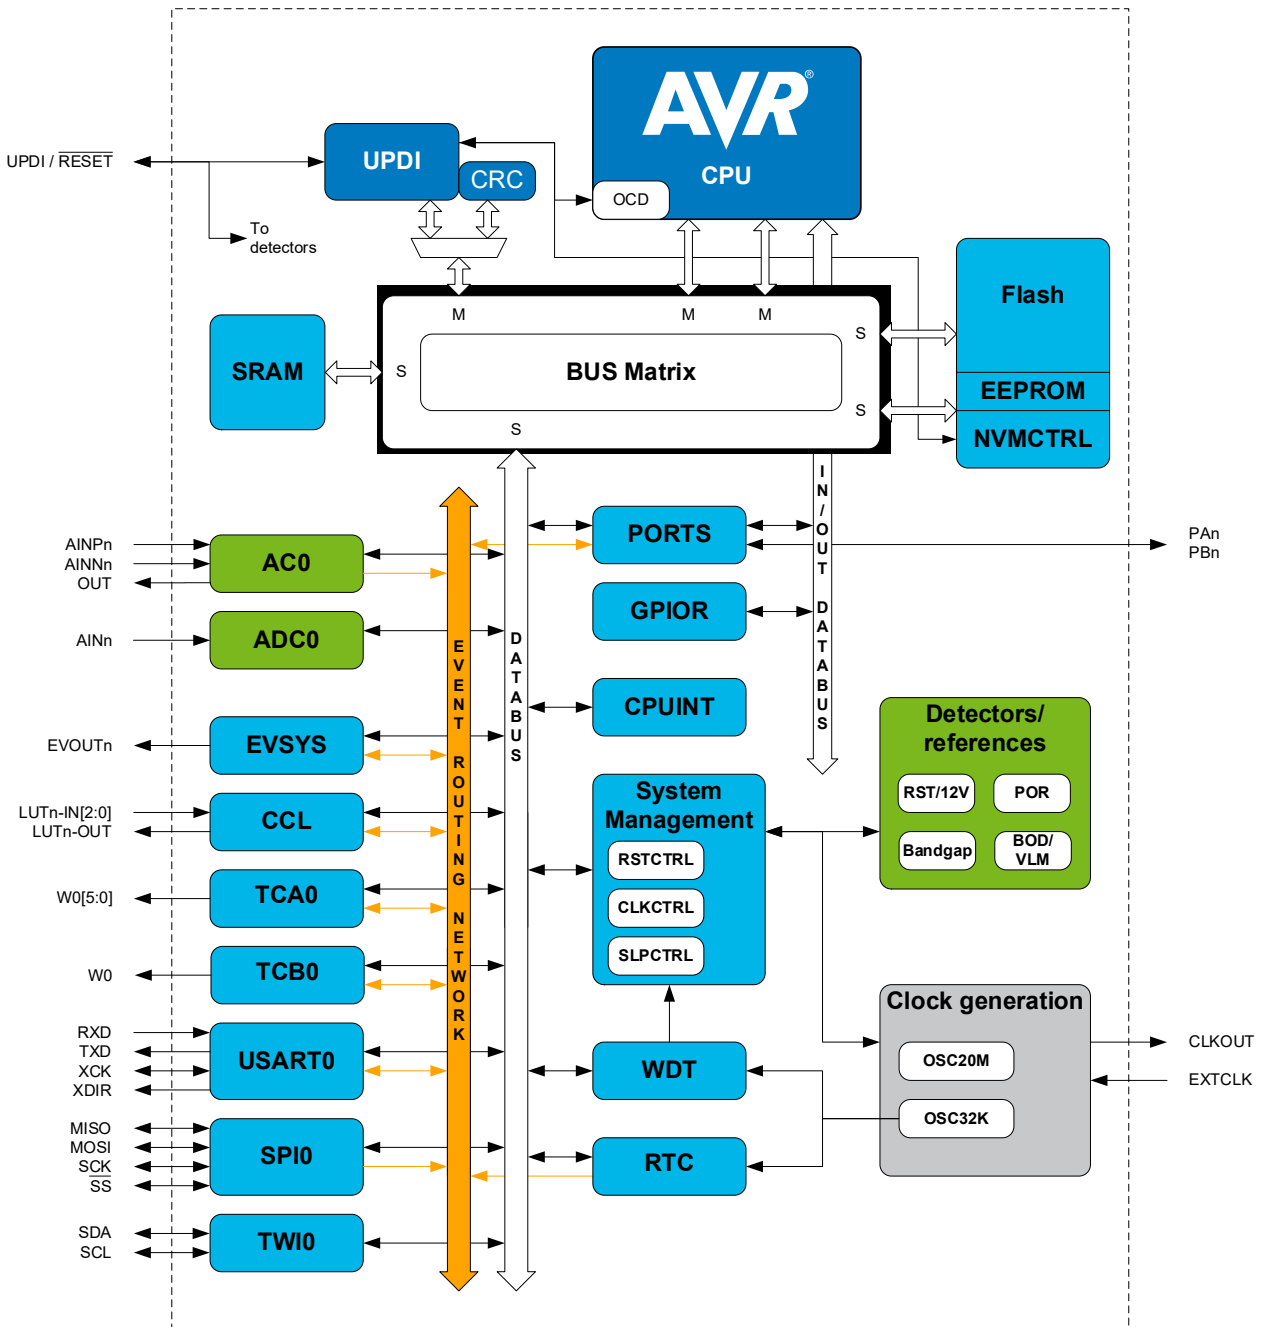 AVR®
CPU
OCD
UPDI / RESET
UPDI
CRC
To
detectors
M
M
M
S
S
S
S
BUS Matrix
SRAM
Flash
EEPROM
NVMCTRL
IN/OUT DATABUS
DATABUS
EVENT ROUTING NETWORK
AINPn
AINNn
OUT
AC0
PORTS
PAn
PBn
GPIOR
AINn
ADC0
CPUINT
EVOUTn
EVSYS
LUTn-IN[2:0]
LUTn-OUT
CCL
W0[5:0]
TCA0
W0
TCB0
RXD
TXD
XCK
XDIR
USART0
MISO
MOSI
SCK
SS
SPI0
SDA
SCL
TWI0
System
Management
RSTCTRL
CLKCTRL
SLPCTRL
WDT
RTC
Detectors/
references
RST/12V
POR
Bandgap
BOD/
VLM
Clock generation
OSC20M
OSC32K
CLKOUT
EXTCLK